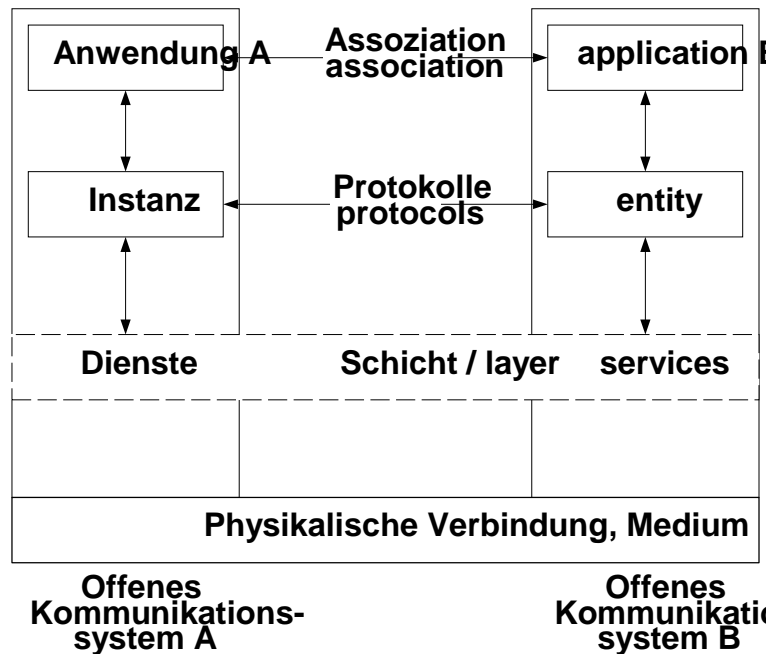 Anwendung A
Assoziation
association
application B
Instanz
Protokolle
protocols
entity
Dienste
Schicht / layer
services
Physikalische Verbindung, Medium
Offenes
Kommunikations-
system A
Offenes
Kommunikatio
system B